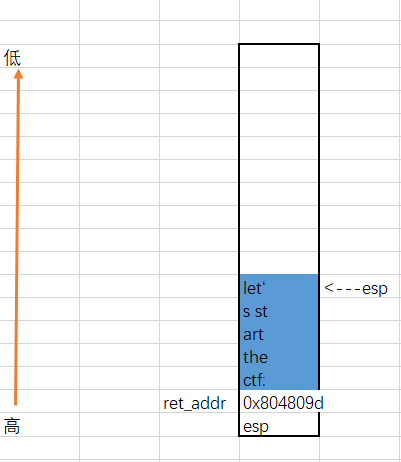 低
let‘
<---esp
s st
art
the
ctf:
ret_addr 0x804809d
高
esp